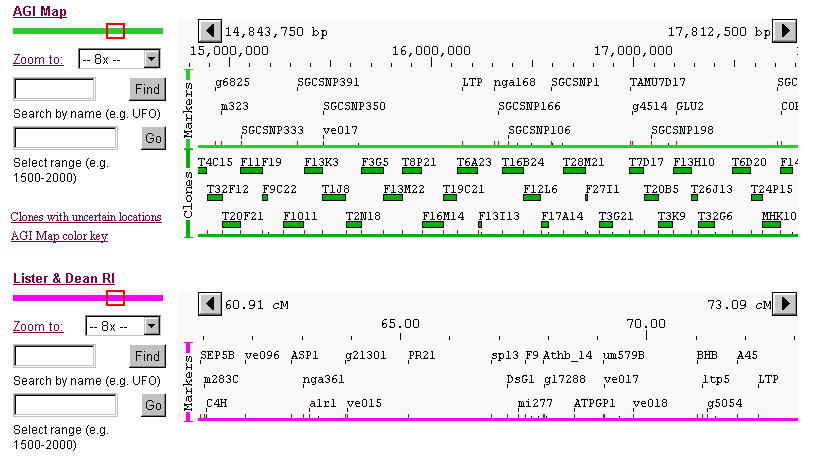 AGI Map
Zoom to: -- 8x --
Find
Search by name (e.g. UFO)
Go
Select range (e.g.
1500-2000)
Clones with uncertain locations
AGI Map color key
14,843,750 bp 17,812,500 bp
15,000,000 16,000,000 17,000,000
Markers
g6825 SGCSNP391 LTP nga168 SGCSNP1 TAMU7D17 SGC
m323 SGCSNP350 SGCSNP166 g4514 GLU2 COR
SGCSNP333 ve017 SGCSNP106 SGCSNP198
Clones
T4C15 F11F19 F13K3 F3G5 T8P21 T6A23 T16B24 T28M21 T7D17 F13H10 T6D20 F14
T32F12 F9C22 T1J8 F13M22 T19C21 F12L6 F27I1 T20B5 T26J13 T24P15
T20F21 F1011 T2N18 F16M14 F13I13 F17A14 T3G21 T3K9 T32G6 MHK10
Lister & Dean RI
Zoom to: -- 8x --
Find
Search by name (e.g. UFO)
Go
Select range (e.g.
1500-2000)
60.91 cM 73.09 cM
65.00 70.00
Markers
SEP5B ve096 ASP1 g21301 PR21 sp13 F9 Athb_14 um579B BHB A45
m283C nga361 DsG1 g17288 ve017 ltp5 LTP
C4H alr1 ve015 mi277 ATPGP1 ve018 g5054